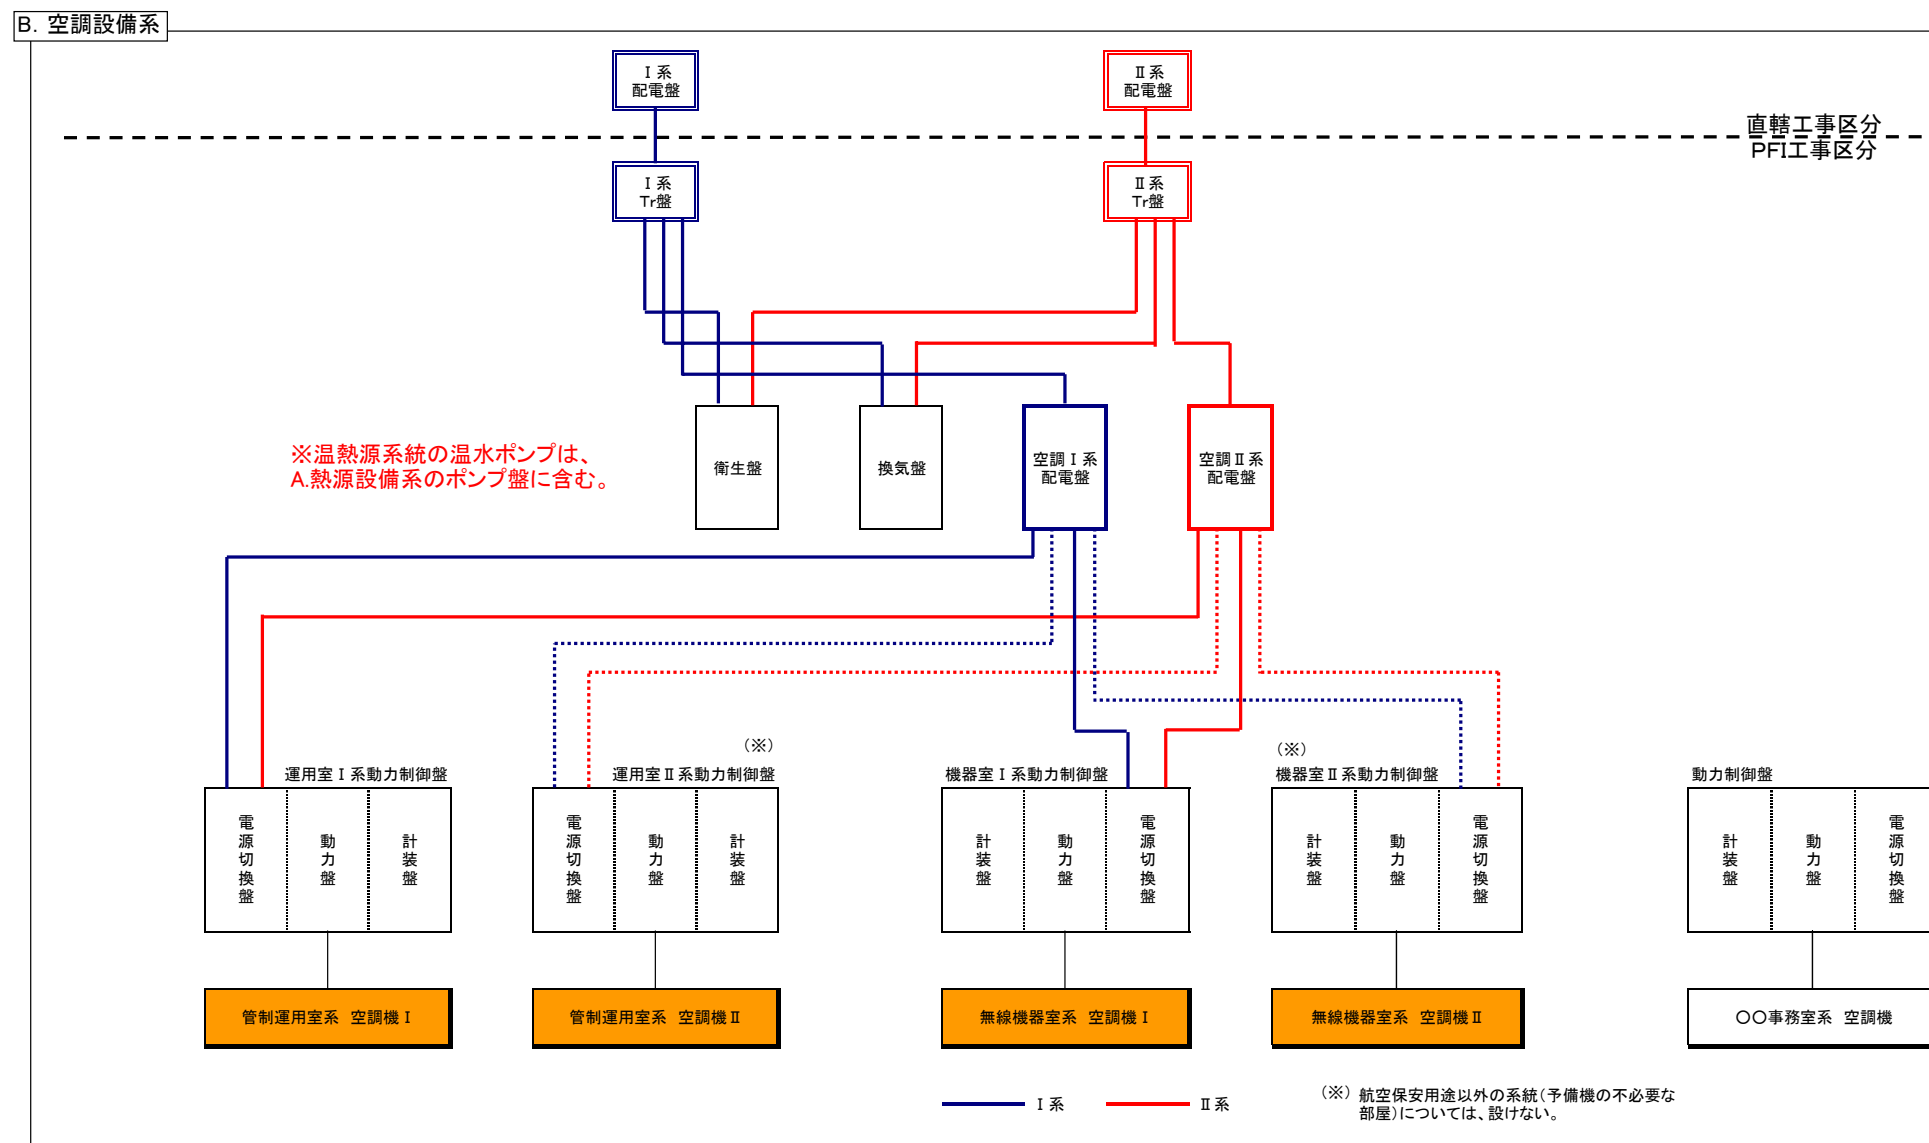 B. 空調設備系
Ⅰ系
配電盤
Ⅱ系
配電盤
直轄工事区分
PFI工事区分
Ⅰ系
Tr盤
Ⅱ系
Tr盤
※温熱源系統の温水ポンプは、
A.熱源設備系のポンプ盤に含む。
衛生盤
換気盤
空調Ⅰ系
配電盤
空調Ⅱ系
配電盤
(※)
(※)
運用室Ⅰ系動力制御盤
運用室Ⅱ系動力制御盤
機器室Ⅰ系動力制御盤
機器室Ⅱ系動力制御盤
動力制御盤
電源切換盤
動力盤
計装盤
電源切換盤
動力盤
計装盤
計装盤
動力盤
電源切換盤
計装盤
動力盤
電源切換盤
計装盤
動力盤
電源切換盤
管制運用室系 空調機Ⅰ
管制運用室系 空調機Ⅱ
無線機器室系 空調機Ⅰ
無線機器室系 空調機Ⅱ
○○事務室系 空調機
Ⅰ系
Ⅱ系
(※) 航空保安用途以外の系統(予備機の不必要な
部屋)については、設けない。